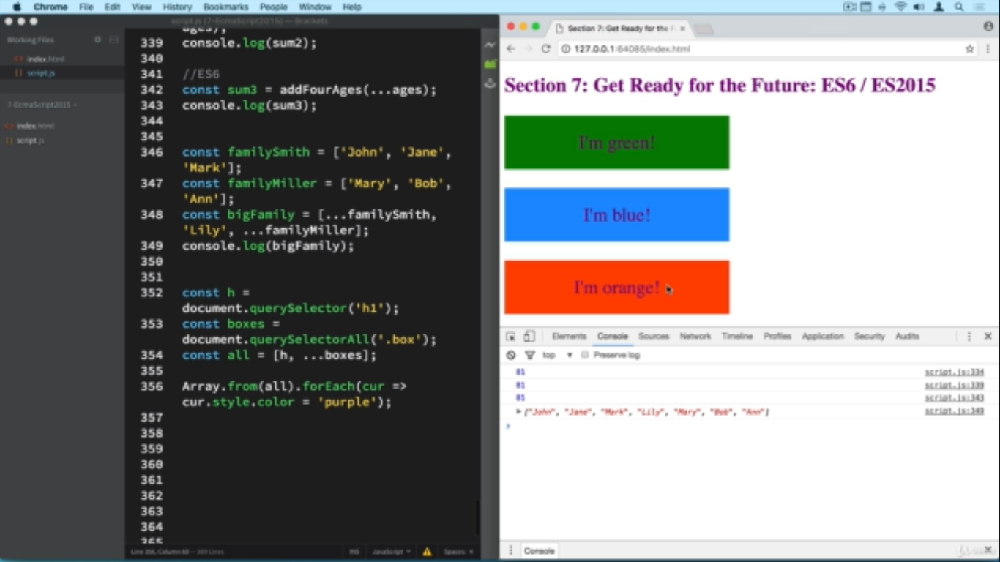 Chrome File Edit View History Bookmarks People Window Help
script.js (7-EcmaScript2015) — Brackets
Working Files
index.html
script.js
7-EcmaScript2015
index.html
script.js
ages);
339 console.log(sum2);
340
341 //ES6
342 const sum3 = addFourAges(...ages);
343 console.log(sum3);
344
345
346 const familySmith = ['John', 'Jane',
'Mark'];
347 const familyMiller = ['Mary', 'Bob',
'Ann'];
348 const bigFamily = [...familySmith,
'Lily', ...familyMiller];
349 console.log(bigFamily);
350
351
352 const h =
document.querySelector('h1');
353 const boxes =
document.querySelectorAll('.box');
354 const all = [h, ...boxes];
355
356 Array.from(all).forEach(cur =>
cur.style.color = 'purple');
357
358
359
360
361
362
363
364
365
Line 356, Column 60 — 369 Lines
INS JavaScript Spaces: 4
Section 7: Get Ready for the F
127.0.0.1:64086/index.html
Section 7: Get Ready for the Future: ES6 / ES2015
I'm green!
I'm blue!
I'm orange!
Elements Console Sources Network Timeline Profiles Application Security Audits
top Preserve log
81 script.js:334
81 script.js:339
81 script.js:343
["John", "Jane", "Mark", "Lily", "Mary", "Bob", "Ann"] script.js:349
Console